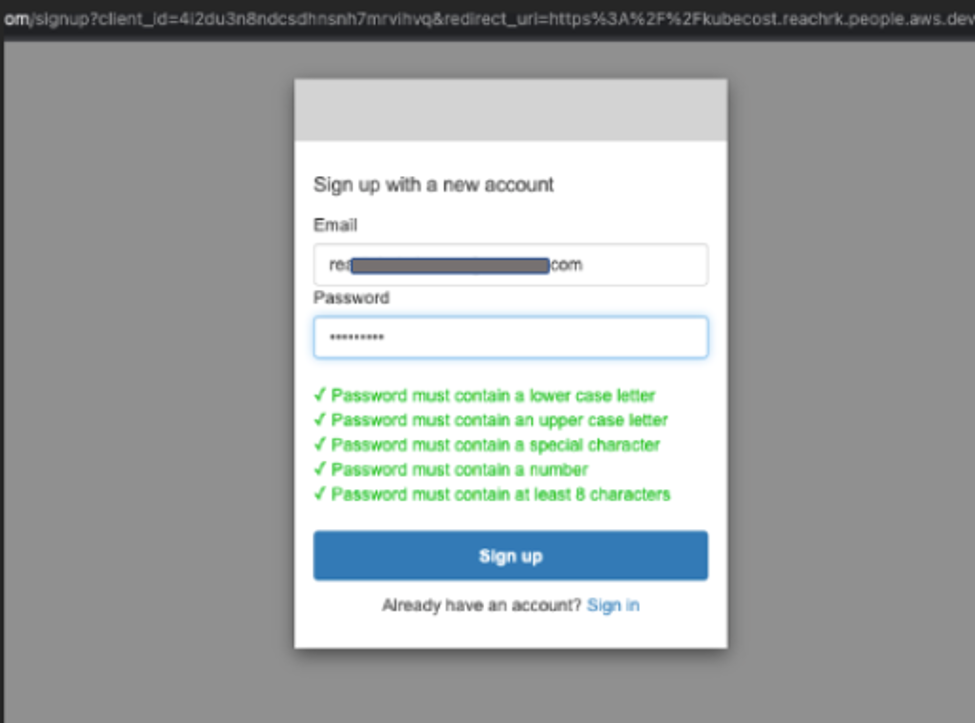 om/signup?client_id=4i2du3n8ndcsdhnsnh7mrvihvq&redirect_uri=https%3A%2F%2Fkubecost.reachrk.people.aws.dev
Sign up with a new account
Email
rea com
Password
•••••••••
✓ Password must contain a lower case letter
✓ Password must contain an upper case letter
✓ Password must contain a special character
✓ Password must contain a number
✓ Password must contain at least 8 characters
Sign up
Already have an account? Sign in